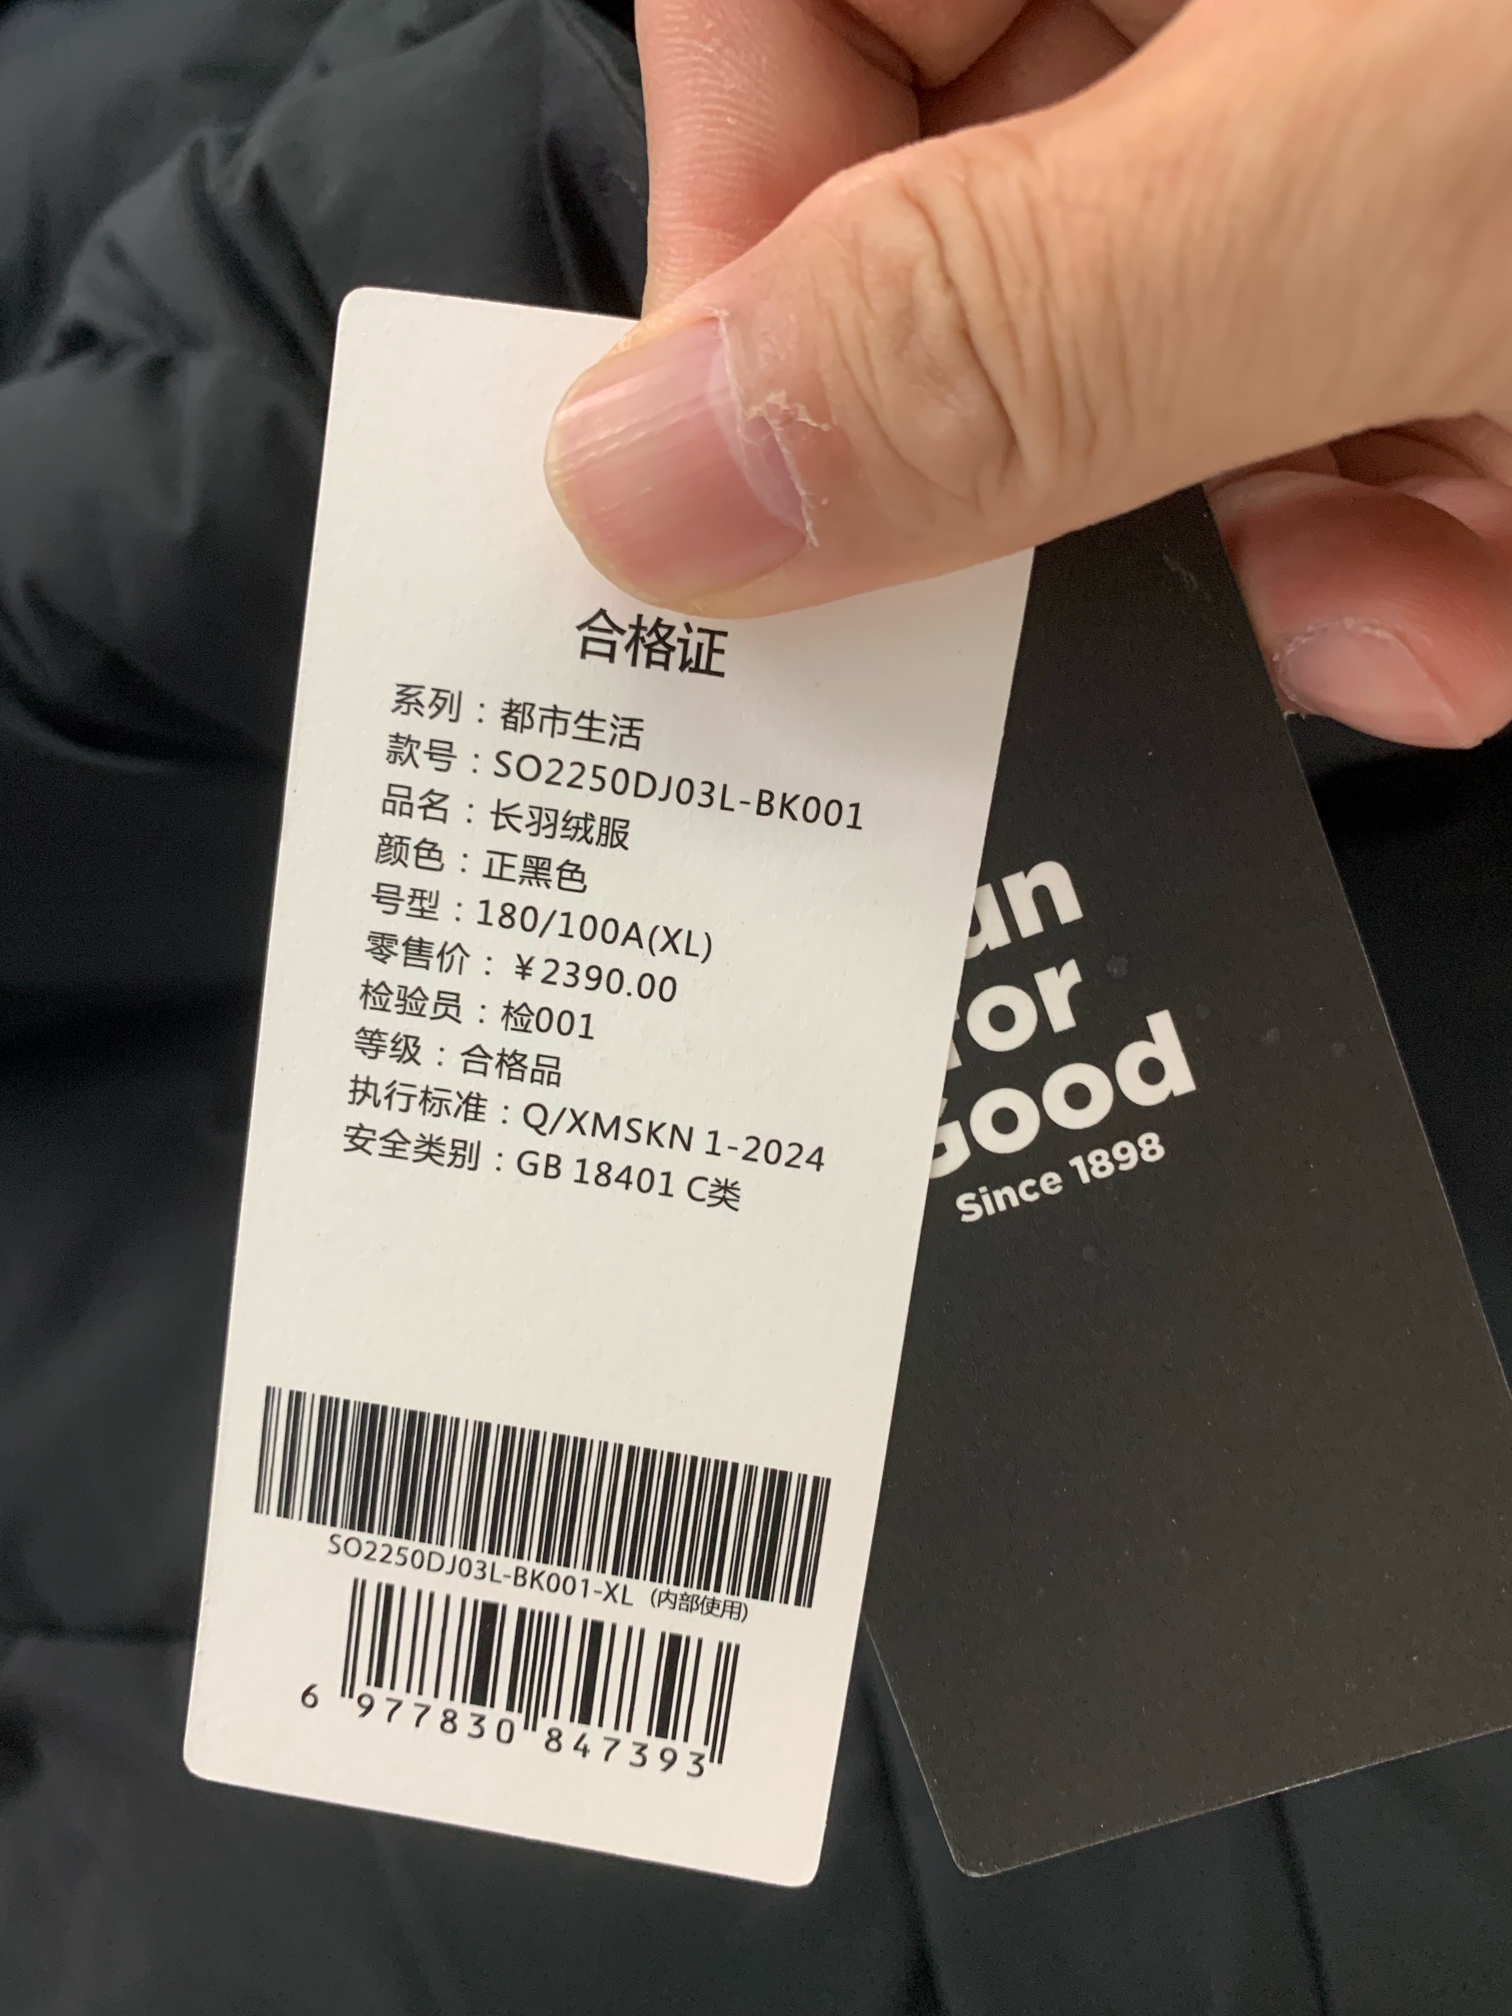 合格证
系列：都市生活
款号：SO2250DJ03L-BK001
品名：长羽绒服
颜色：正黑色
号型：180/100A(XL)
零售价：￥2390.00
检验员：检001
等级：合格品
执行标准：Q/XMSKN 1-2024
安全类别：GB 18401 C类
SO2250DJ03L-BK001-XL (内部使用)
6 977830 847393
Good
Since 1898